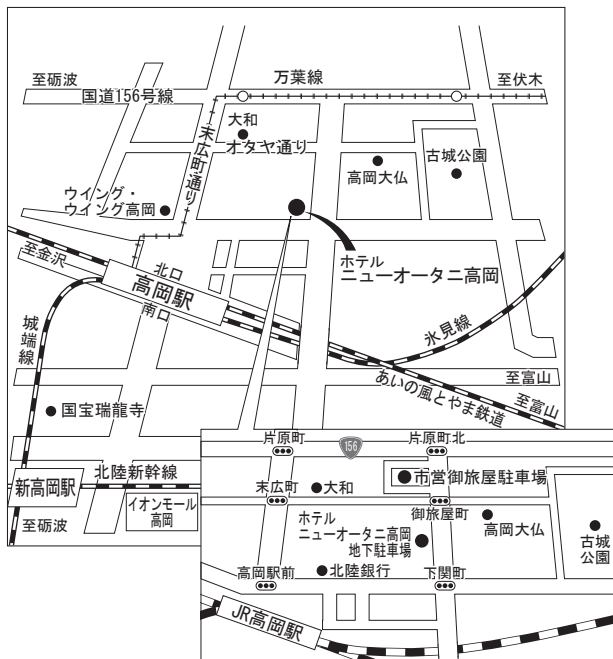 至砺波
国道156号線
万葉線
至伏木
大和
オタヤ通り
末広町通り
高岡大仏
古城公園
ウイング・
ウイング高岡
ホテル
ニューオータニ高岡
至金沢
北口
高岡駅
南口
城端線
氷見線
あいの風とやま鉄道
至富山
至富山
国宝瑞龍寺
新高岡駅
北陸新幹線
至砺波
イオンモール
高岡
片原町
156
片原町北
市営御旅屋駐車場
末広町
大和
御旅屋町
ホテル
ニューオータニ高岡
地下駐車場
高岡大仏
古城
公園
高岡駅前
北陸銀行
下関町
JR高岡駅